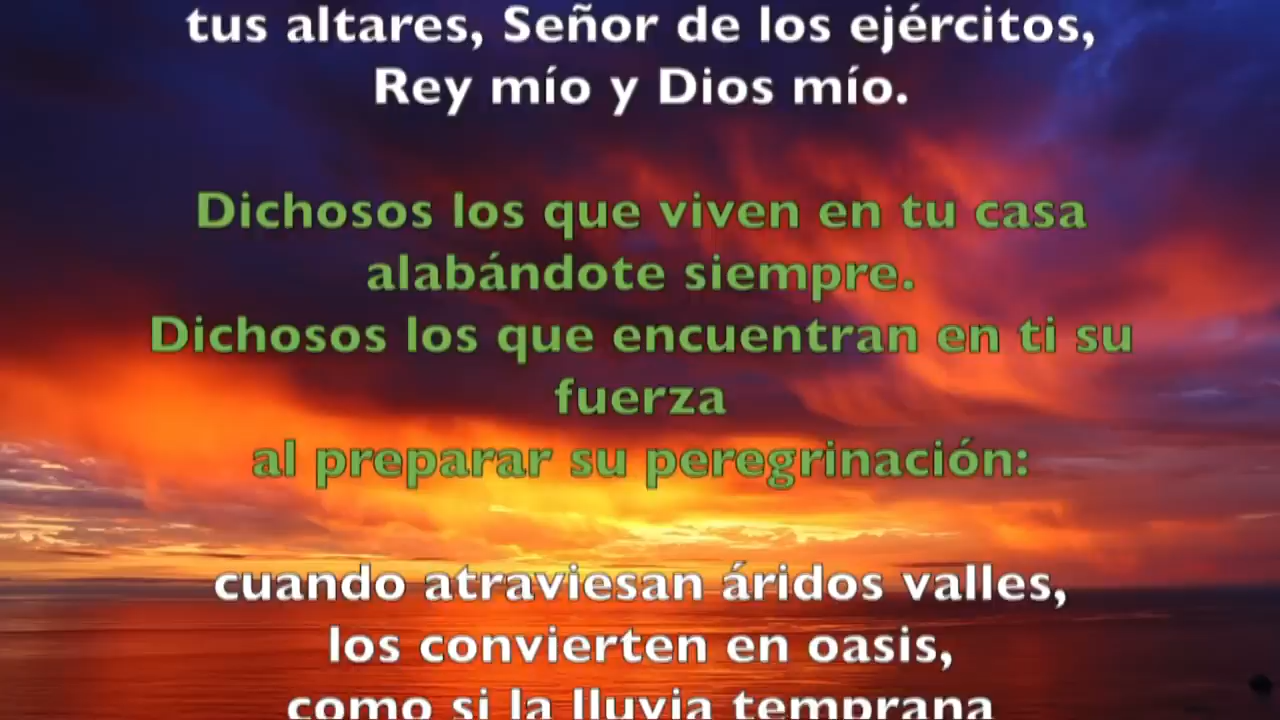 tus altares, Señor de los ejércitos,
Rey mío y Dios mío.
Dichosos los que viven en tu casa
alabándote siempre.
Dichosos los que encuentran en ti su
fuerza
al preparar su peregrinación:
cuando atraviesan áridos valles,
los convierten en oasis,
como si la lluvia temprana